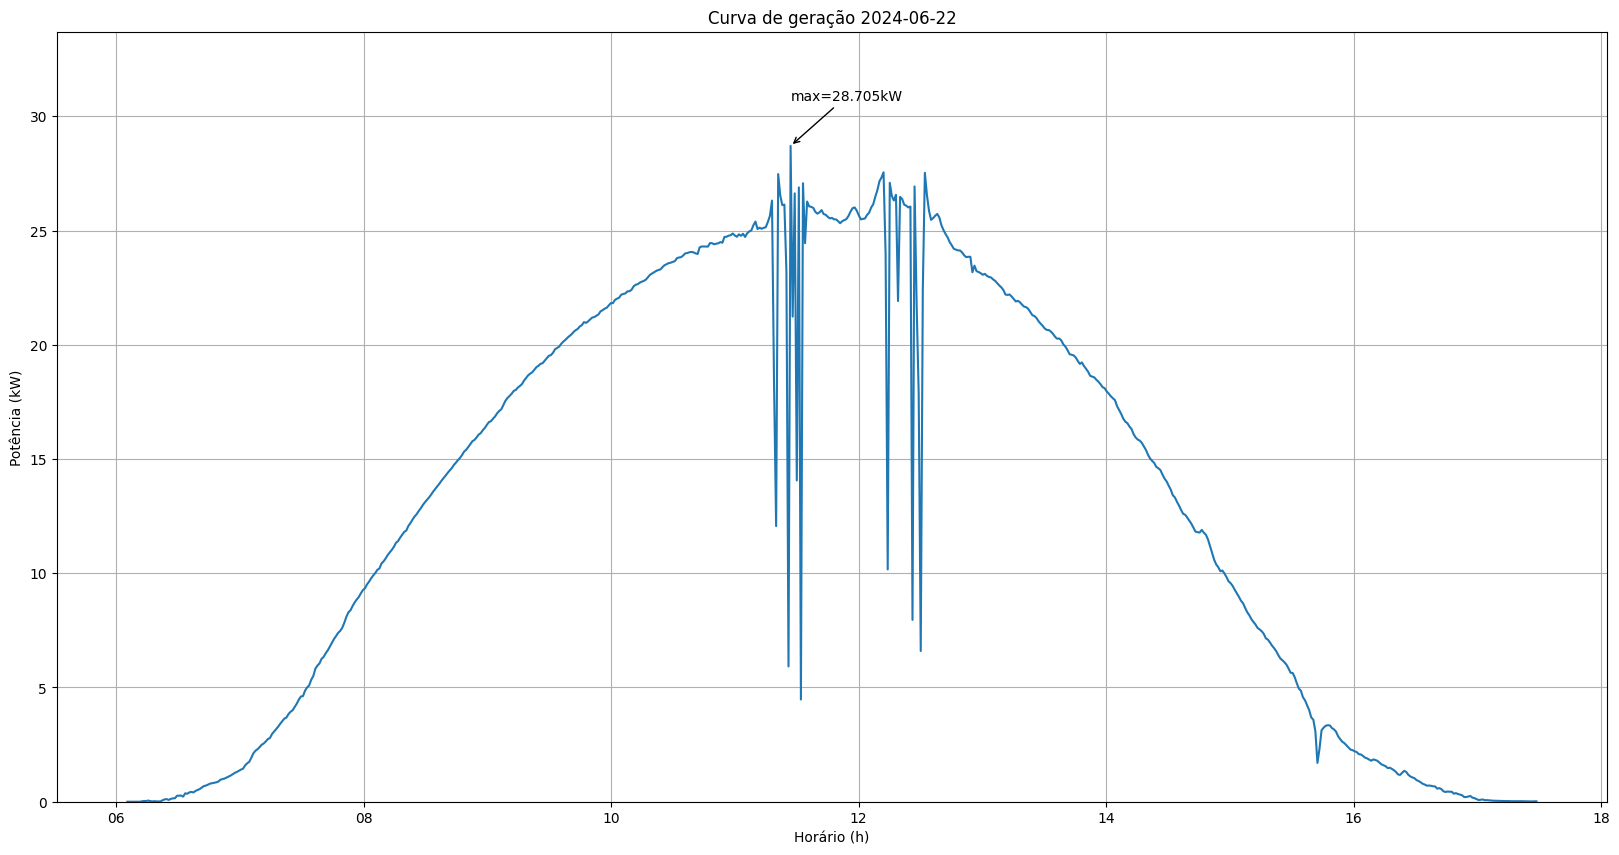 Curva de geração 2024-06-22
max=28.705kW
30
25
20
15
10
5
0
Potência (kW)
06 08 10 12 14 16 18
Horário (h)